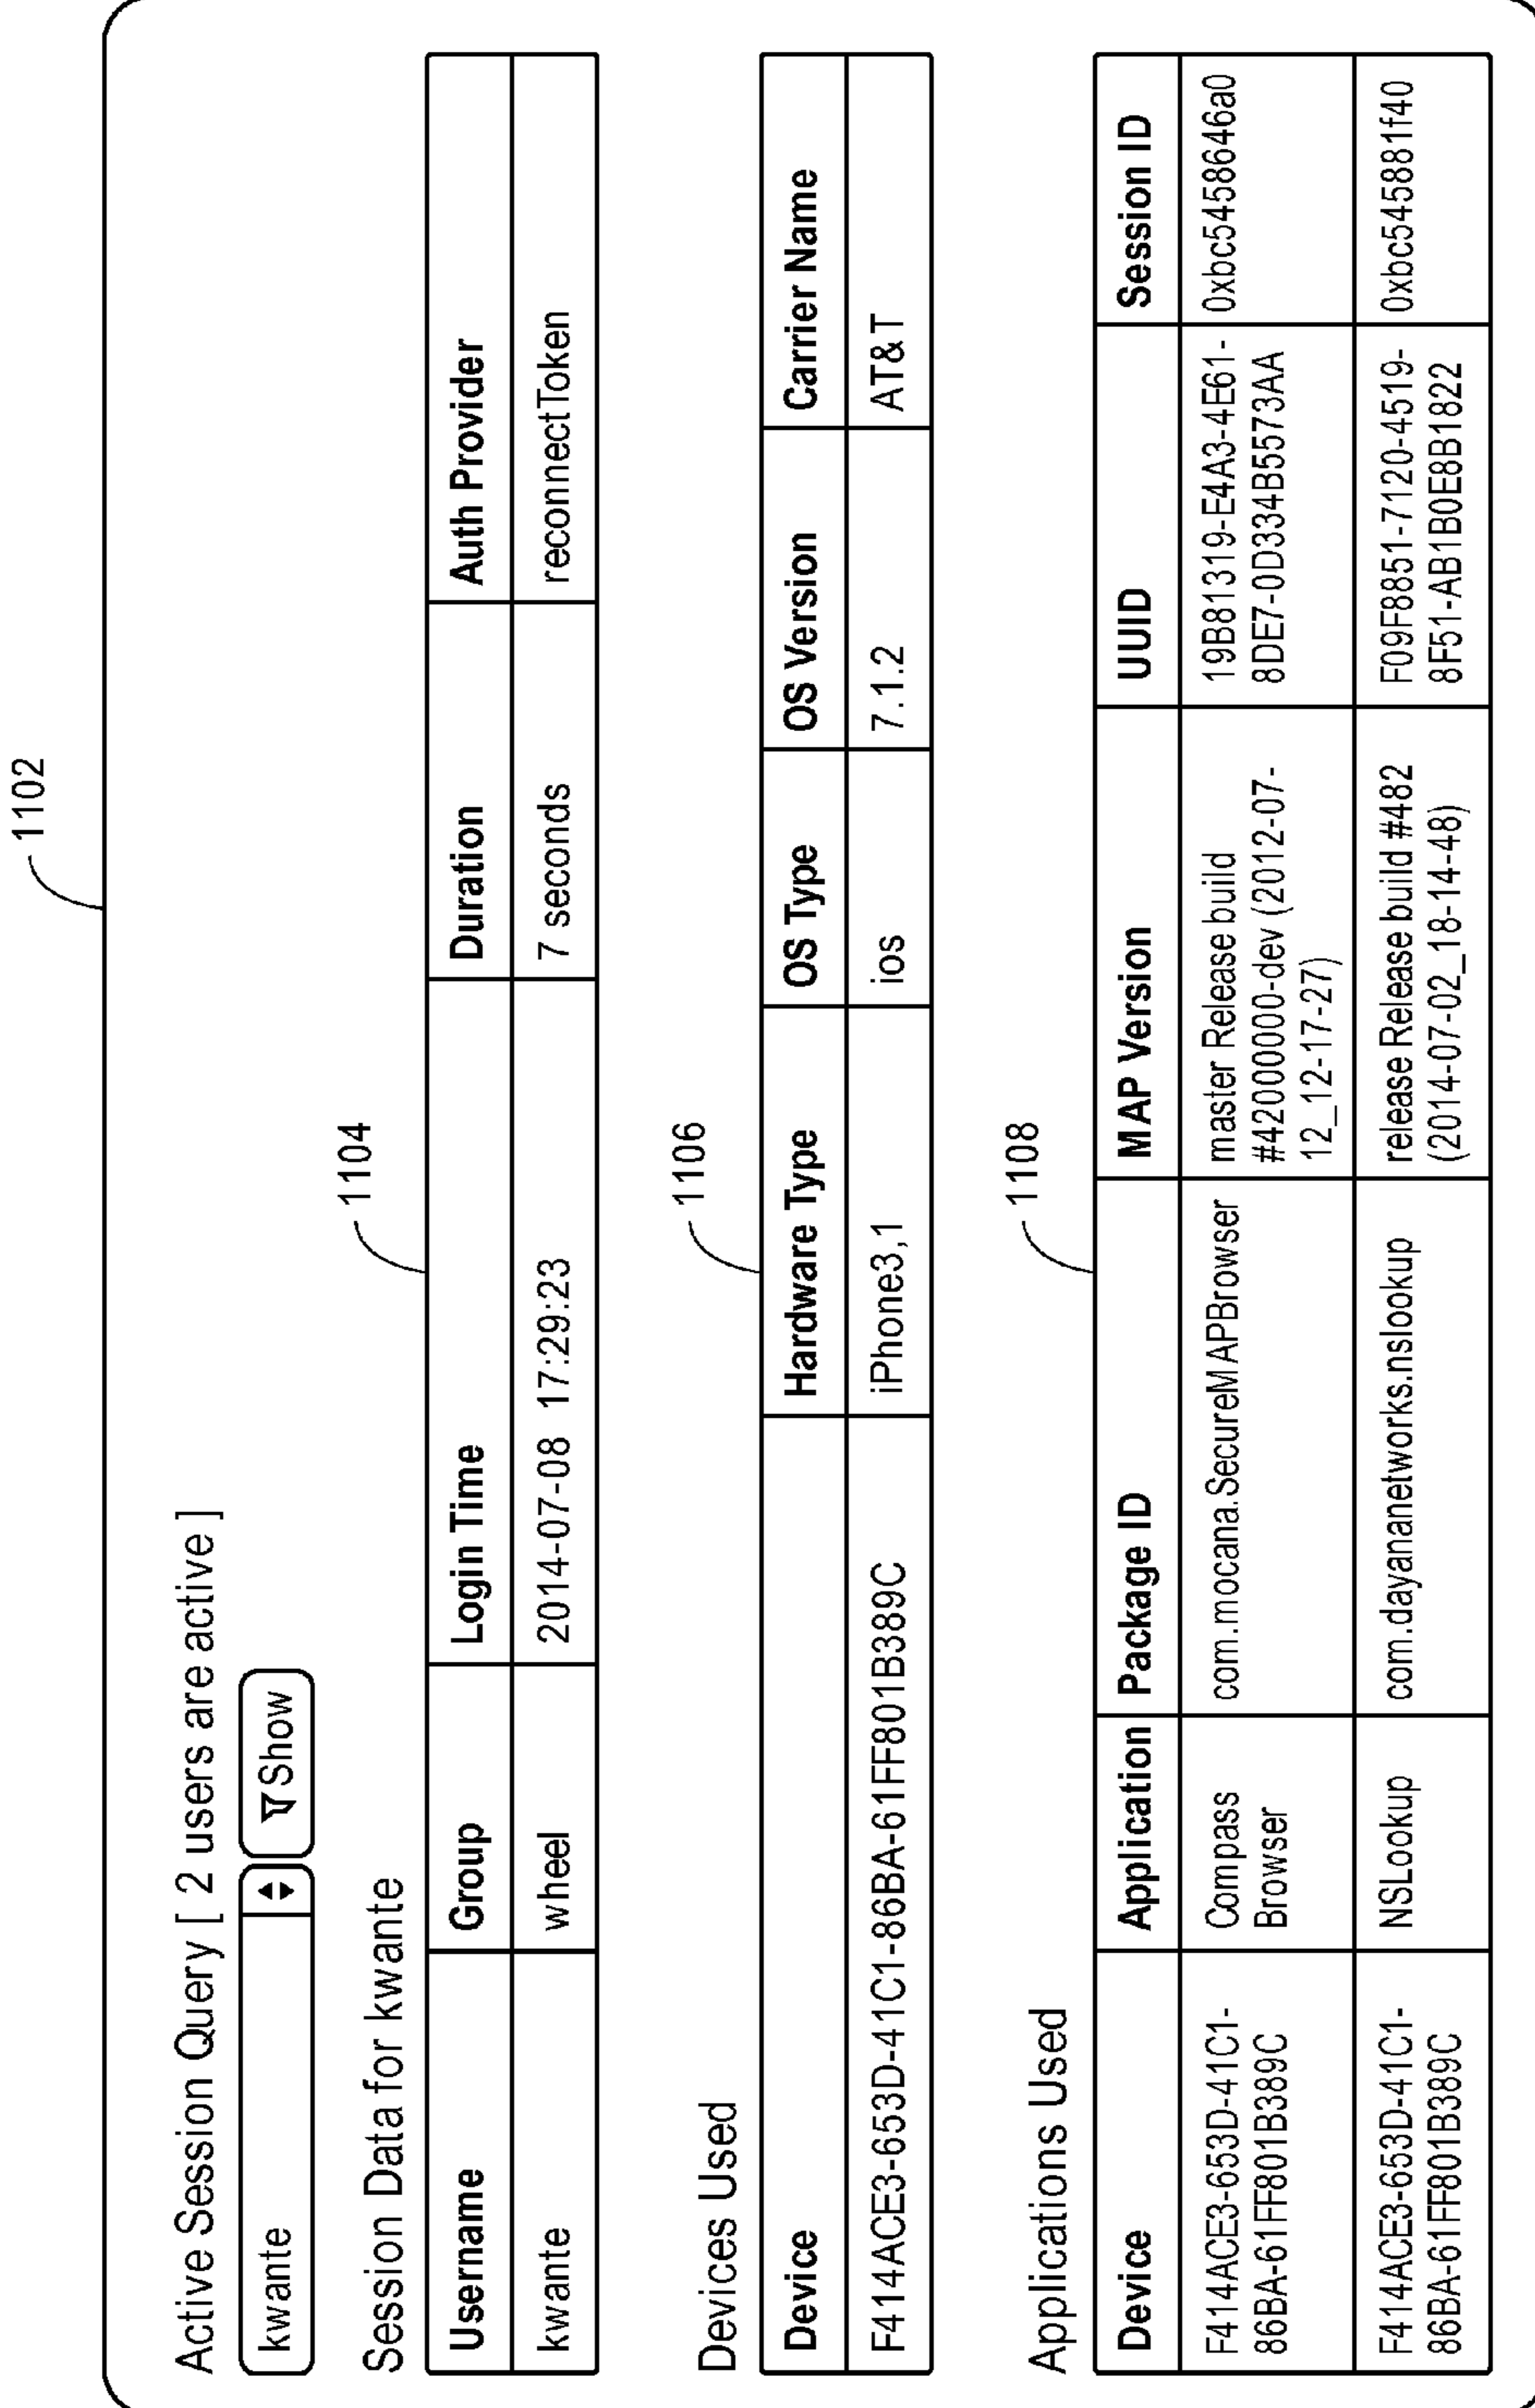 1102
Active Session Query [ 2 users are active ]
kwante Show
Session Data for kwante
1104
Username Group Login Time Duration Auth Provider
kwante wheel 2014-07-08 17:29:23 7 seconds reconnectToken
Devices Used
1106
Device Hardware Type OS Type OS Version Carrier Name
F414ACE3-653D-41C1-86BA-61FF801B389C iPhone3,1 ios 7.1.2 AT&T
Applications Used
1108
Device Application Package ID MAP Version UUID Session ID
F414ACE3-653D-41C1- Compass com.mocana.SecureMAPBrowser master Release build 19B81319-E4A3-4E61- 0xbc5458646a0
86BA-61FF801B389C Browser #42000000-dev (2012-07- 8DE7-0D334B5573AA
12_12-17-27)
F414ACE3-653D-41C1- NSLookup com.dayananetworks.nslookup release Release build #482 F09F8851-7120-4519- 0xbc545881f40
86BA-61FF801B389C (2014-07-02_18-14-48) 8F51-AB1B0E8B1822